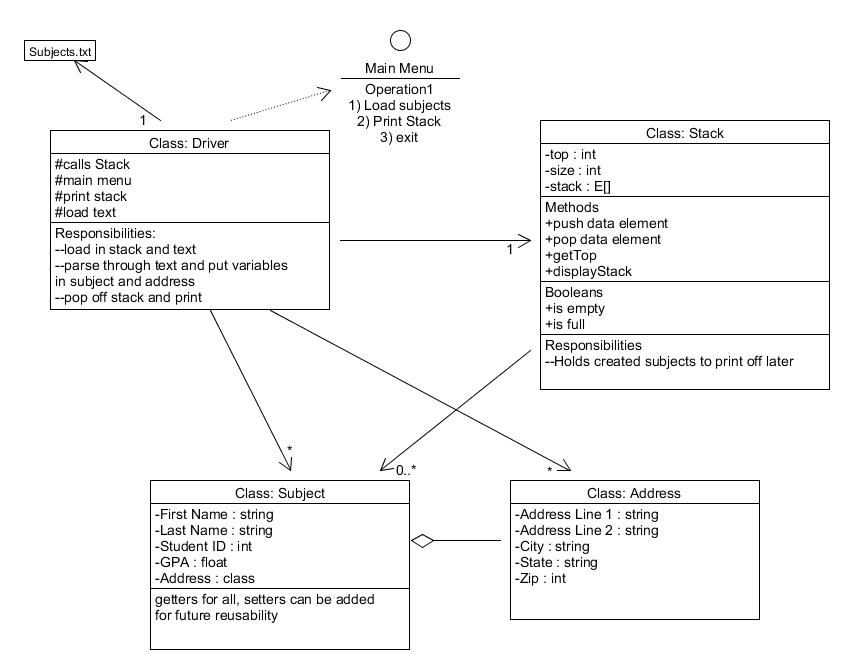 Subjects.txt
Main Menu
Operation1
1) Load subjects
2) Print Stack
3) exit
1
Class: Driver
#calls Stack
#main menu
#print stack
#load text
Responsibilities:
--load in stack and text
--parse through text and put variables
in subject and address
--pop off stack and print
1
Class: Stack
-top : int
-size : int
-stack : E[]
Methods
+push data element
+pop data element
+getTop
+displayStack
Booleans
+is empty
+is full
Responsibilities
--Holds created subjects to print off later
*
0..*
*
Class: Subject
-First Name : string
-Last Name : string
-Student ID : int
-GPA : float
-Address : class
getters for all, setters can be added
for future reusability
Class: Address
-Address Line 1 : string
-Address Line 2 : string
-City : string
-State : string
-Zip : int